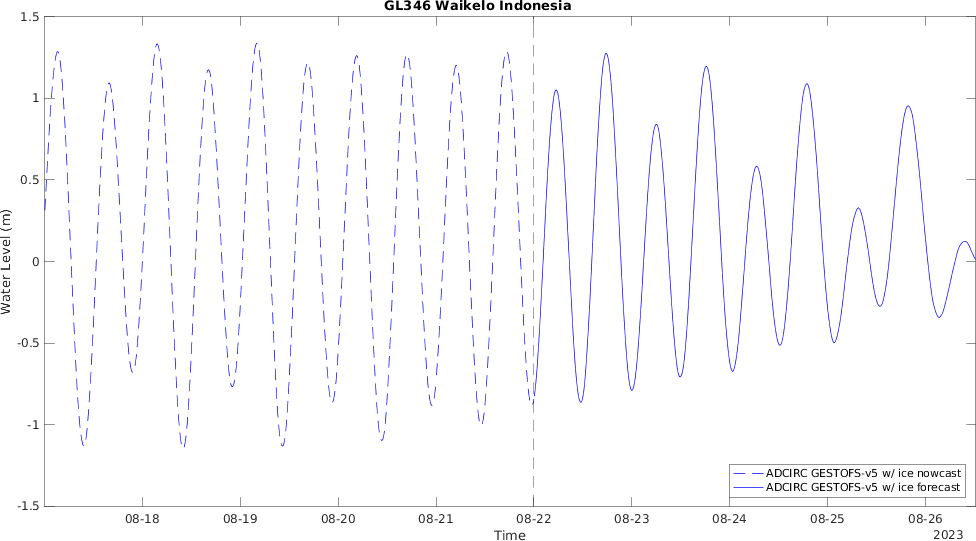 GL346 Waikelo Indonesia
Water Level (m)
1.5
1
0.5
0
-0.5
-1
-1.5
08-18 08-19 08-20 08-21 08-22 08-23 08-24 08-25 08-26
Time
2023
ADCIRC GESTOFS-v5 w/ ice nowcast
ADCIRC GESTOFS-v5 w/ ice forecast